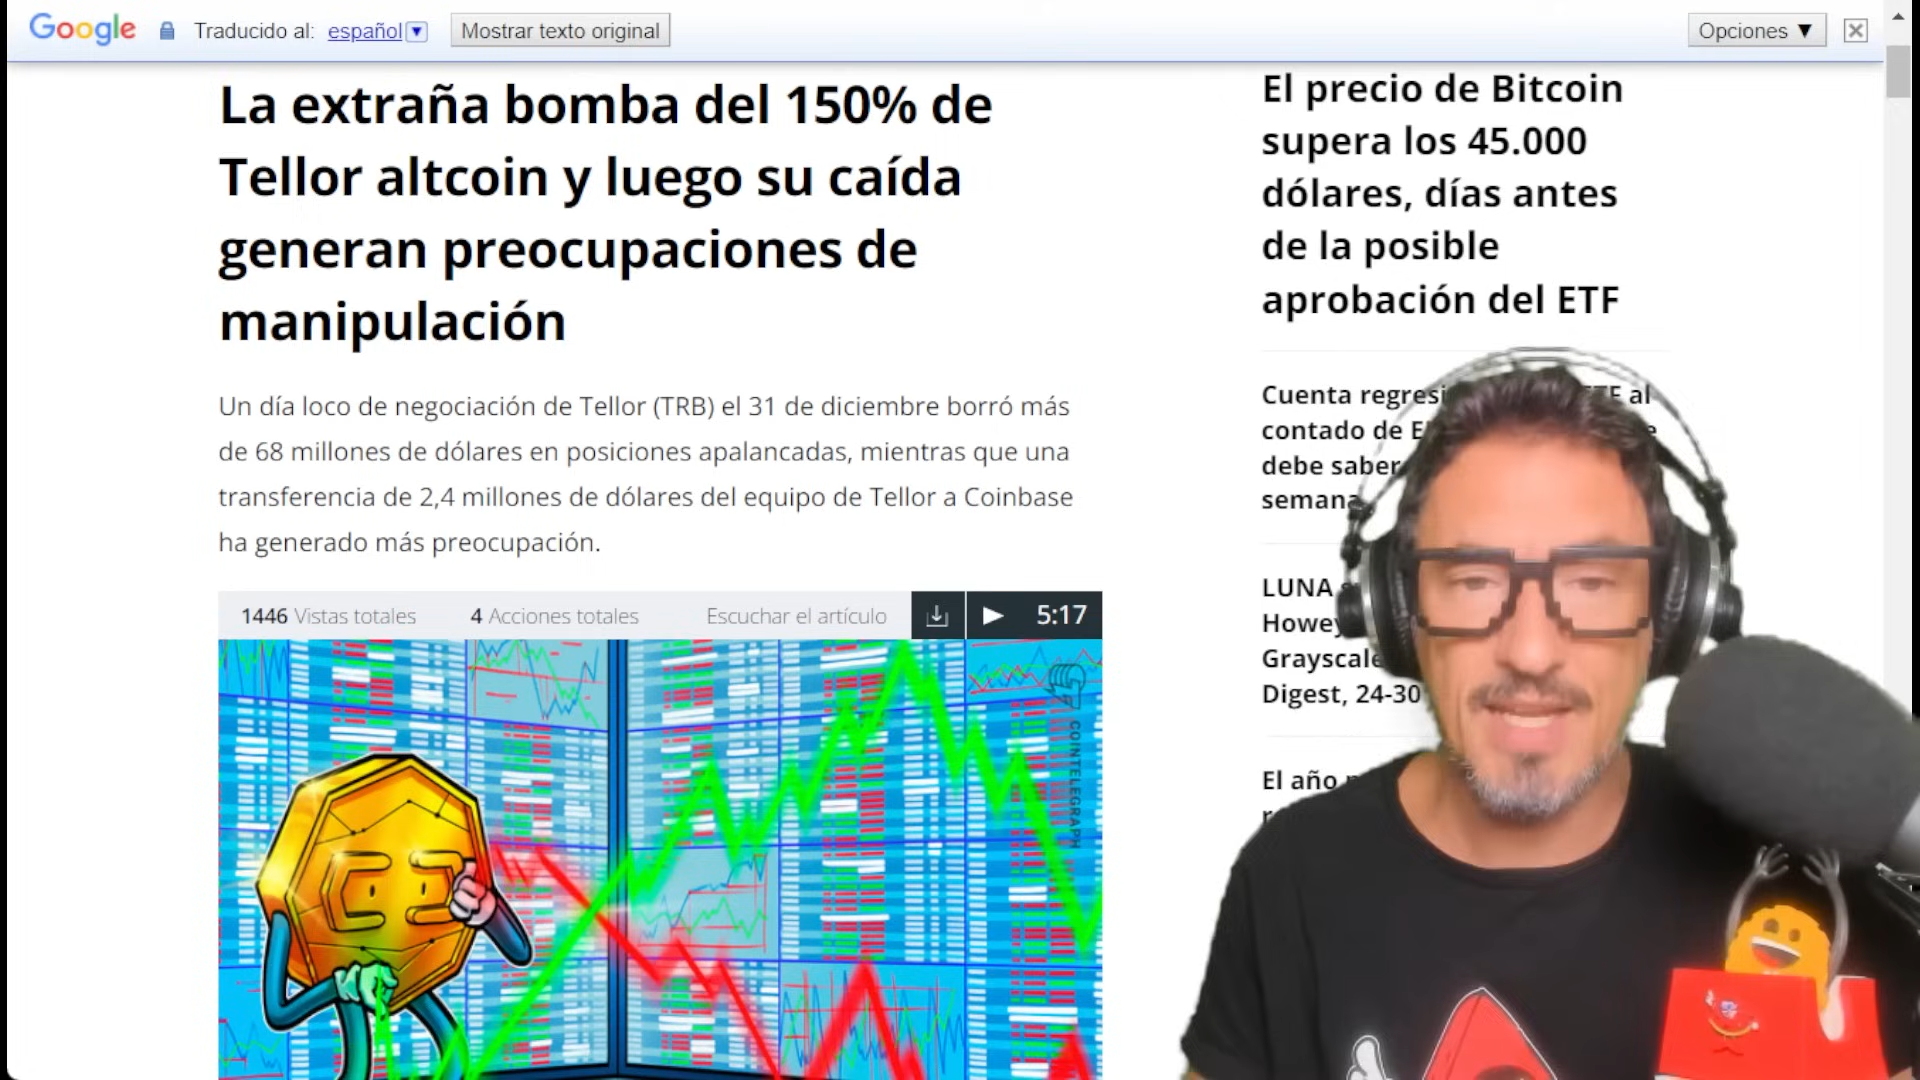 Google Traducido al: español Mostrar texto original Opciones ▼
La extraña bomba del 150% de
Tellor altcoin y luego su caída
generan preocupaciones de
manipulación
Un día loco de negociación de Tellor (TRB) el 31 de diciembre borró más
de 68 millones de dólares en posiciones apalancadas, mientras que una
transferencia de 2,4 millones de dólares del equipo de Tellor a Coinbase
ha generado más preocupación.
1446 Vistas totales 4 Acciones totales Escuchar el artículo 5:17
COINTELEGRAPH
El precio de Bitcoin
supera los 45.000
dólares, días antes
de la posible
aprobación del ETF
Cuenta al
contado de
debe saber
semana
LUNA
Howey
Grayscale
Digest, 24-30
El año